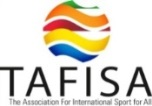 TAFISA
The Association For International Sport for All